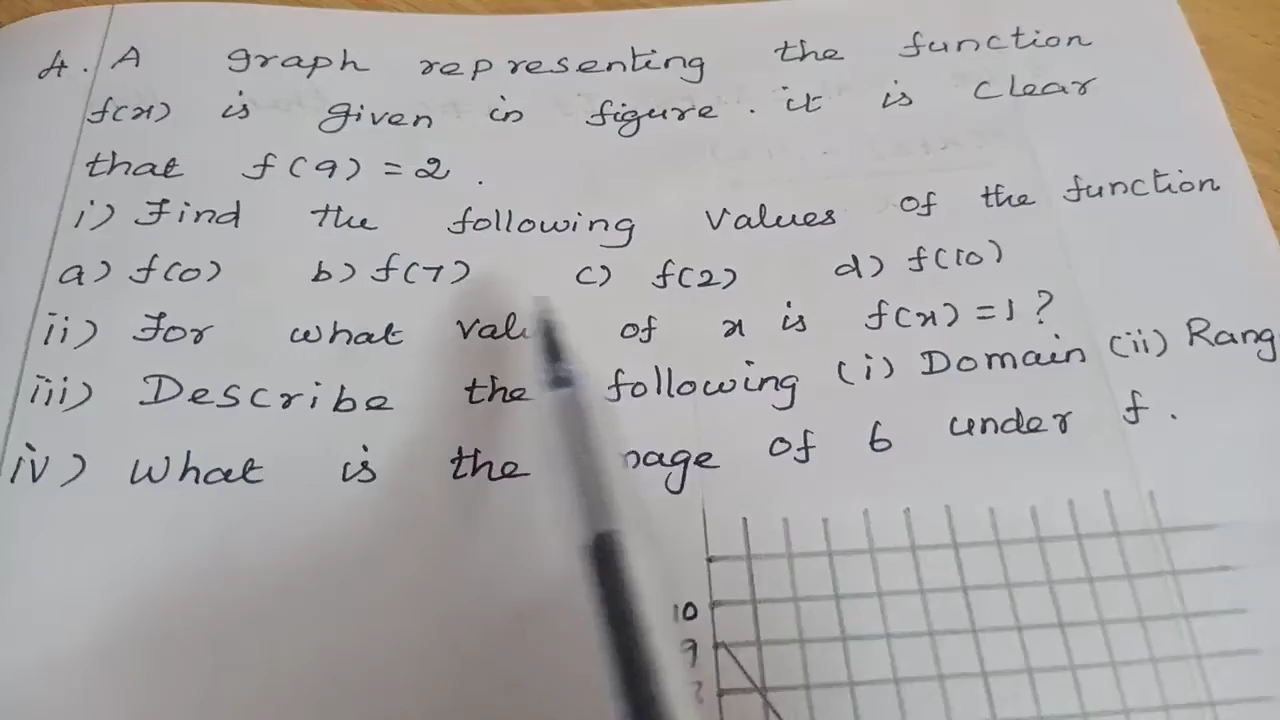 4. A graph representing the function
f(x) is given in figure. it is clear
that f(9) = 2.
i) Find the following values of the function
a) f(0) b) f(7) c) f(2) d) f(10)
ii) For what of x is f(x) = 1 ?
iii) Describe the following (i) Domain (ii) Rang
iv) What is the of 6 under f.
10
9